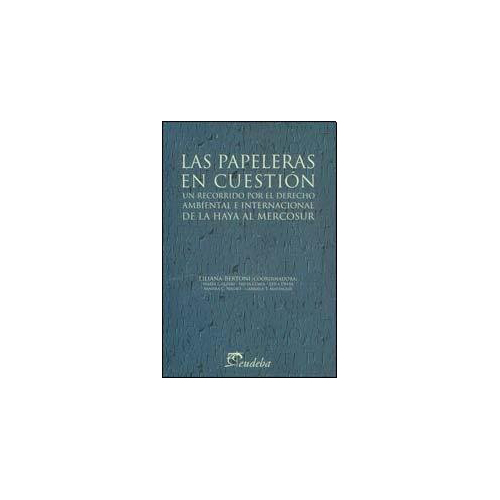 LAS PAPELERAS
EN CUESTIÓN
UN RECORRIDO POR EL DERECHO
AMBIENTAL E INTERNACIONAL
DE LA HAYA AL MERCOSUR
LILIANA BERTONI (COORDINADORA)
Eudeba